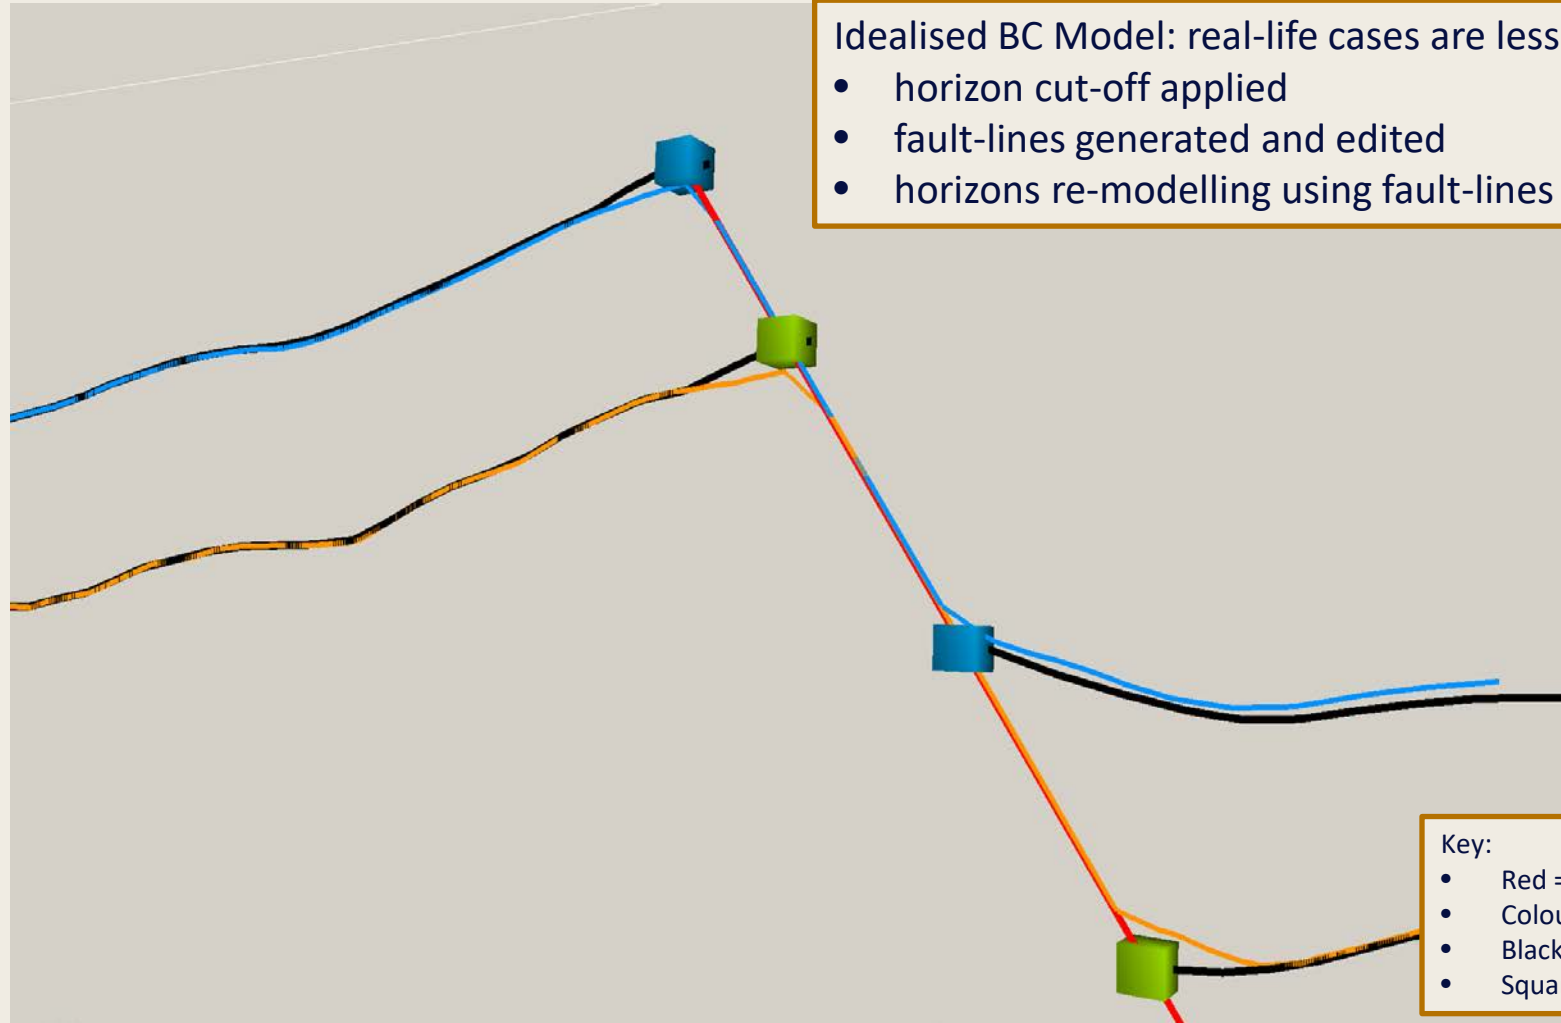 Idealised BC Model: real-life cases are less
• horizon cut-off applied
• fault-lines generated and edited
• horizons re-modelling using fault-lines
Key:
• Red =
• Colou
• Black
• Squa